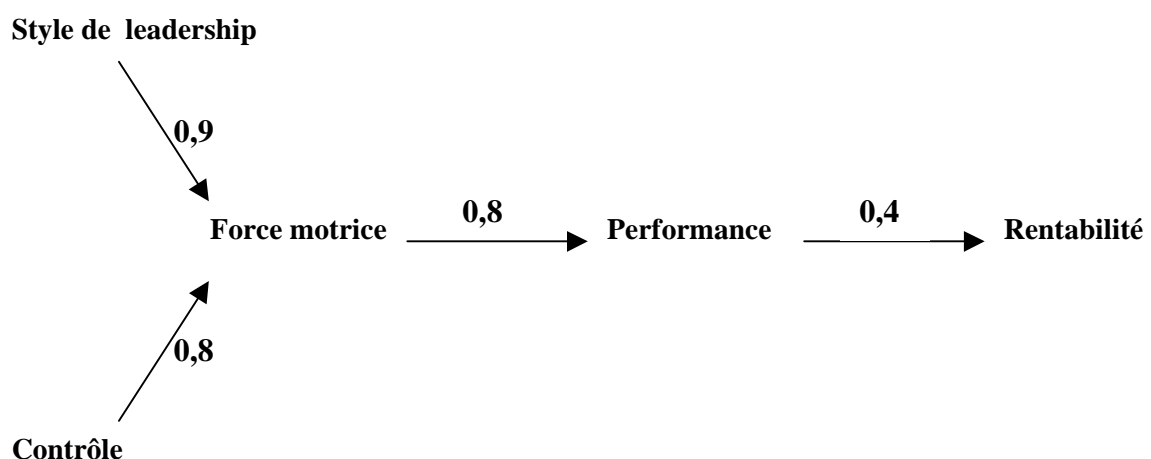 Style de leadership
0,9
Force motrice
0,8
Performance
0,4
Rentabilité
0,8
Contrôle